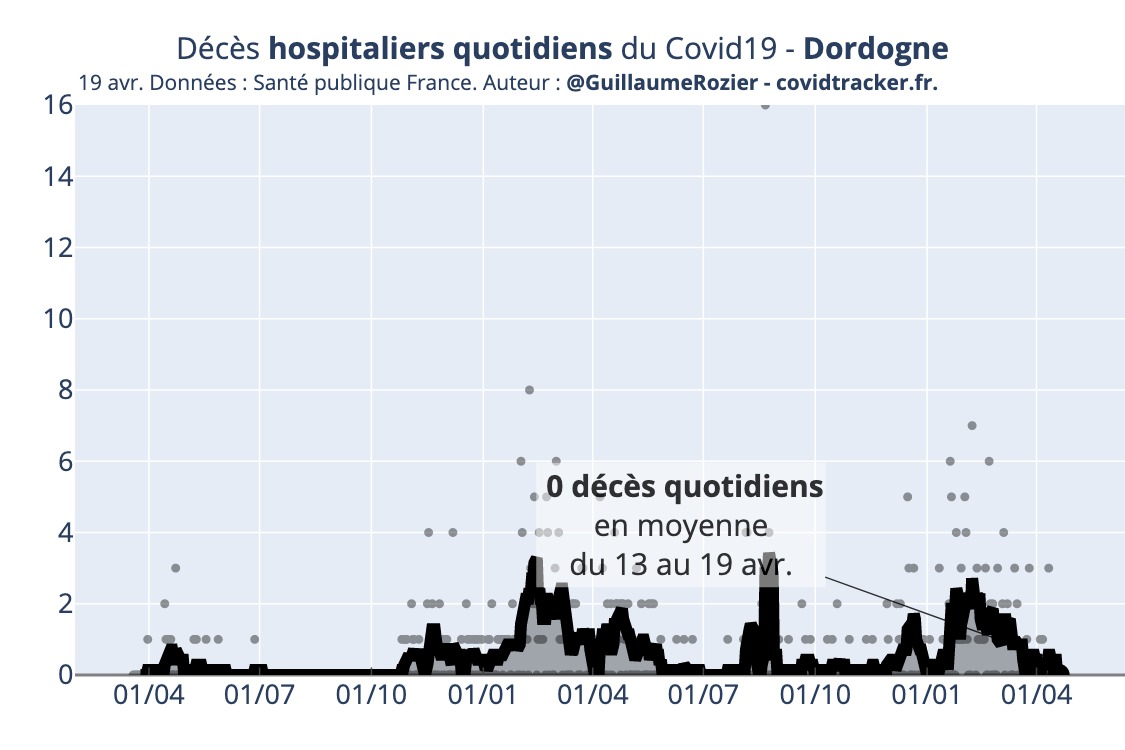 Décès hospitaliers quotidiens du Covid19 - Dordogne
19 avr. Données : Santé publique France. Auteur : @GuillaumeRozier - covidtracker.fr.
16
14
12
10
8
6
4
2
0
0 décès quotidiens
en moyenne
du 13 au 19 avr.
01/04 01/07 01/10 01/01 01/04 01/07 01/10 01/01 01/04